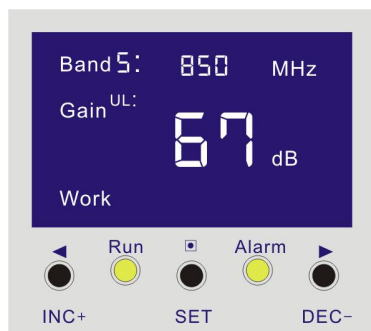 Band 5: 850 MHz
Gain UL:
67 dB
Work
Run Alarm
INC+ SET DEC-